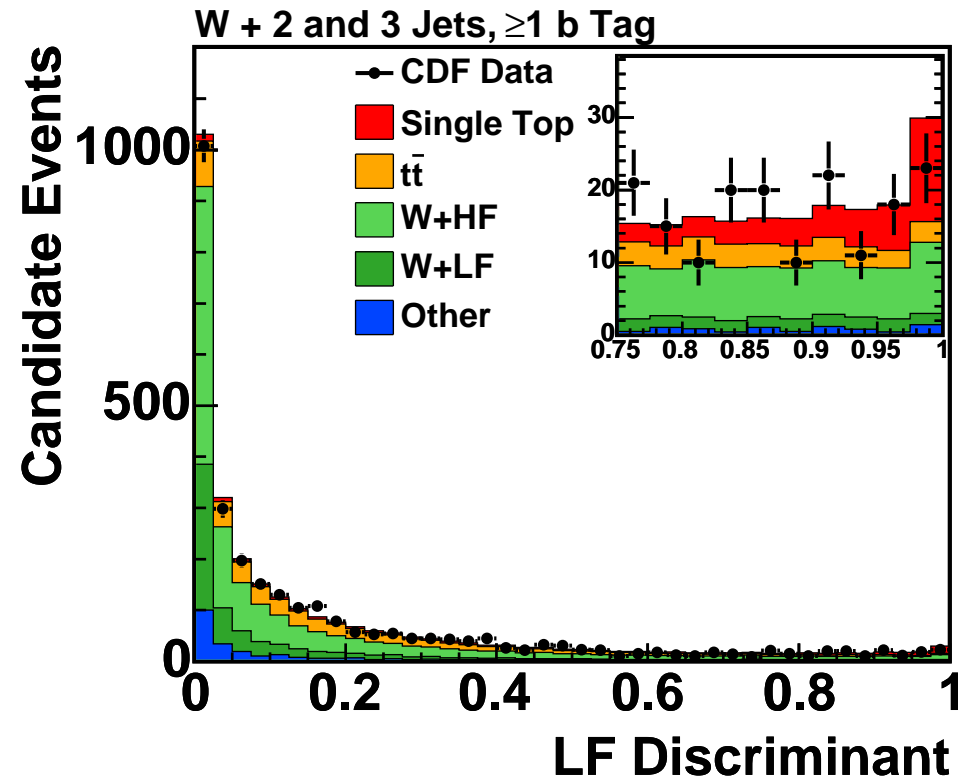 W + 2 and 3 Jets, ≥1 b Tag
Candidate Events
1000
500
0
CDF Data
Single Top
tt̄
W+HF
W+LF
Other
30
20
10
0
0.75 0.8 0.85 0.9 0.95 1
0 0.2 0.4 0.6 0.8 1
LF Discriminant